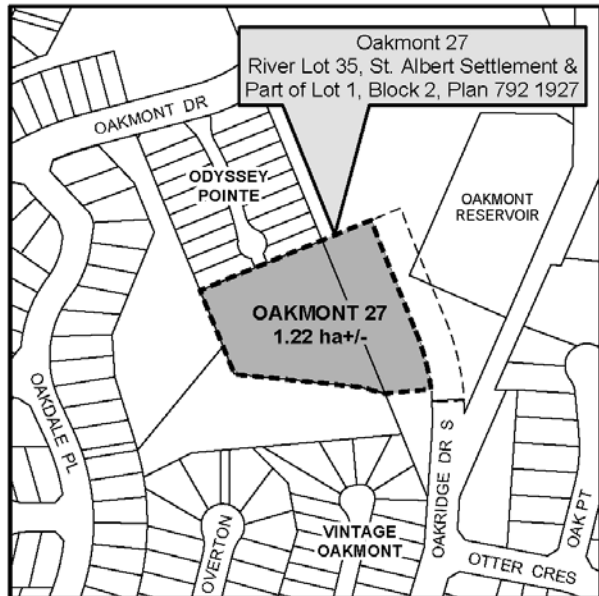 Oakmont 27
River Lot 35, St. Albert Settlement &
Part of Lot 1, Block 2, Plan 792 1927
OAKMONT DR
ODYSSEY
POINTE
OAKMONT
RESERVOIR
OAKMONT 27
1.22 ha+/-
OAKDALE PL
OVERTON
VINTAGE
OAKMONT
OAKRIDGE DR S
OAK PT
OTTER CRES